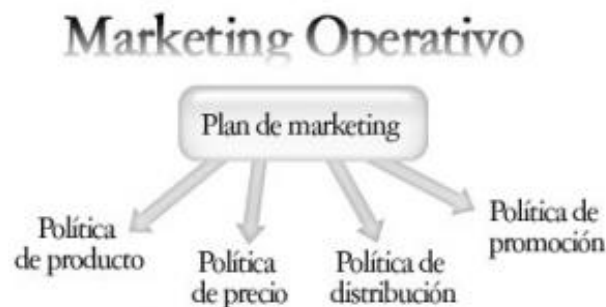 Marketing Operativo
Plan de marketing
Política
de producto
Política
de precio
Política de
distribución
Política de
promoción